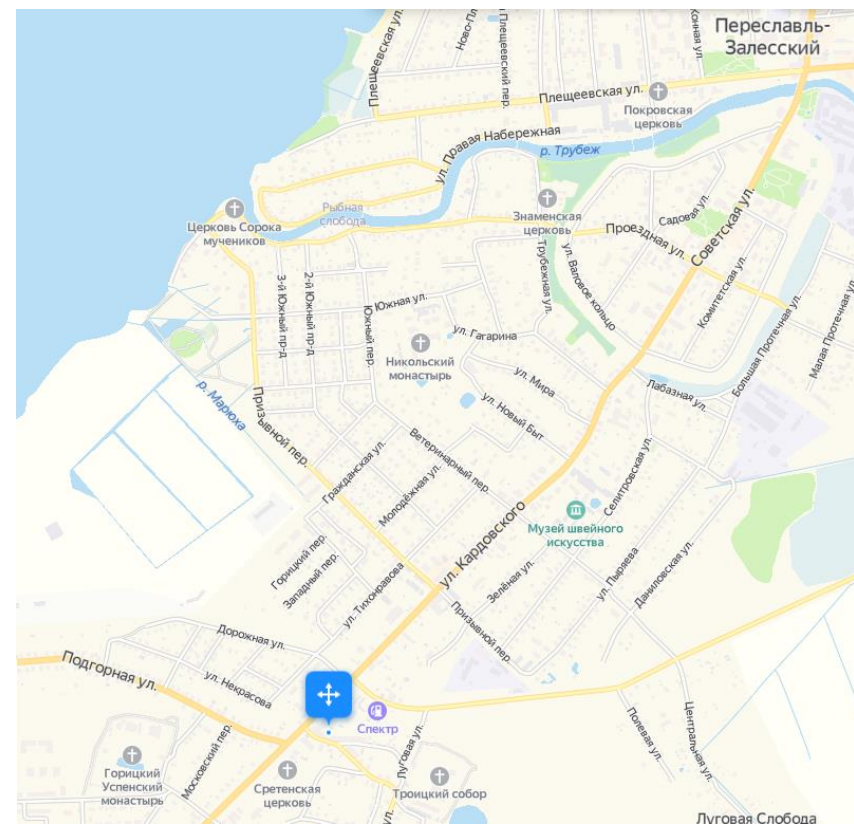 Переславль-
Залесский
Плещеевская ул.
Ново-Пл
Плещеевский пер.
Конная ул.
Плещеевская ул.
Покровская
церковь
ул. Правая Набережная
р. Трубеж
Рыбная
слобода
Церковь Сорока
мучеников
Знаменская
церковь
Садовая ул.
Проездная ул.
Советская ул.
Трубежная ул.
ул. Валовое кольцо
Комитетская ул.
Большая Протечная ул.
Малая Протечная ул.
3-й Южный пр-д
2-й Южный пр-д
Южная ул.
Южный пер.
ул. Гагарина
Никольский
монастырь
ул. Мира
ул. Новый Быт
Лабазная ул.
р. Марюха
Призывной пер.
Гражданская ул.
Ветеринарный пер.
Молодёжная ул.
Селитровская ул.
Музей швейного
искусства
ул. Кардовского
Горицкий пер.
Западный пер.
ул. Тихонравова
Зелёная ул.
ул. Пыряева
Даниловская ул.
Призывной пер.
Дорожная ул.
Подгорная ул.
ул. Некрасова
Спектр
Московский пер.
Луговая ул.
Полевая ул.
Центральная ул.
Горицкий
Успенский
монастырь
Сретенская
церковь
Троицкий собор
ул.
Луговая Слобода